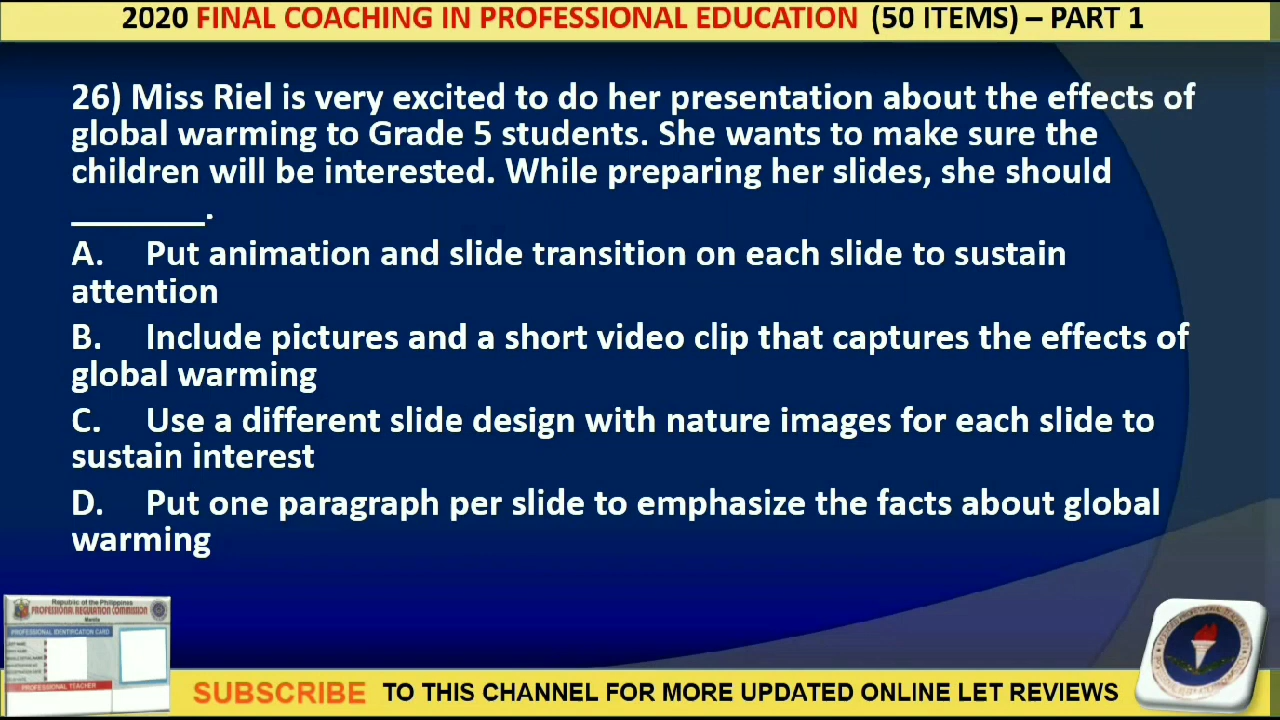 2020 FINAL COACHING IN PROFESSIONAL EDUCATION (50 ITEMS) – PART 1
26) Miss Riel is very excited to do her presentation about the effects of
global warming to Grade 5 students. She wants to make sure the
children will be interested. While preparing her slides, she should
_______.
A. Put animation and slide transition on each slide to sustain
attention
B. Include pictures and a short video clip that captures the effects of
global warming
C. Use a different slide design with nature images for each slide to
sustain interest
D. Put one paragraph per slide to emphasize the facts about global
warming
Republic of the Philippines
PROFESSIONAL REGULATION COMMISSION
Manila
PROFESSIONAL IDENTIFICATION CARD
PROFESSIONAL TEACHER
SUBSCRIBE TO THIS CHANNEL FOR MORE UPDATED ONLINE LET REVIEWS